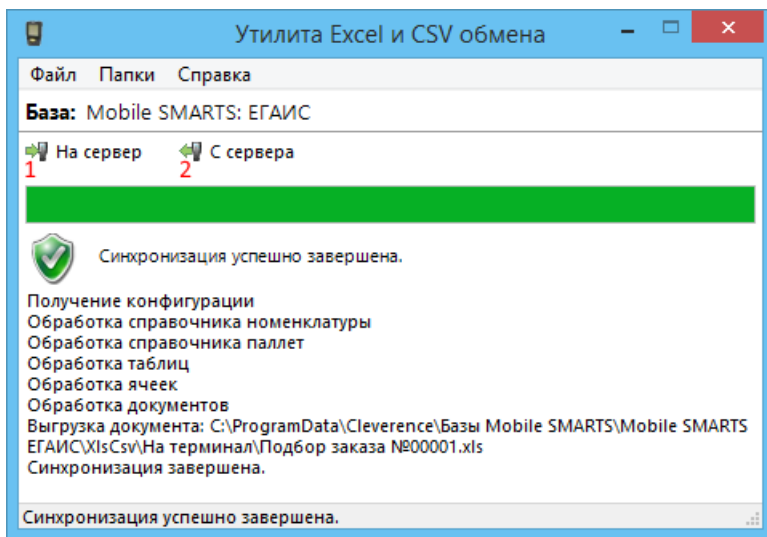 Утилита Excel и CSV обмена
Файл Папки Справка
База: Mobile SMARTS: ЕГАИС
На сервер С сервера
1 2
Синхронизация успешно завершена.
Получение конфигурации
Обработка справочника номенклатуры
Обработка справочника паллет
Обработка таблиц
Обработка ячеек
Обработка документов
Выгрузка документа: C:\ProgramData\Cleverence\Базы Mobile SMARTS\Mobile SMARTS
ЕГАИС\XlsCsv\На терминал\Подбор заказа №00001.xls
Синхронизация завершена.
Синхронизация успешно завершена.